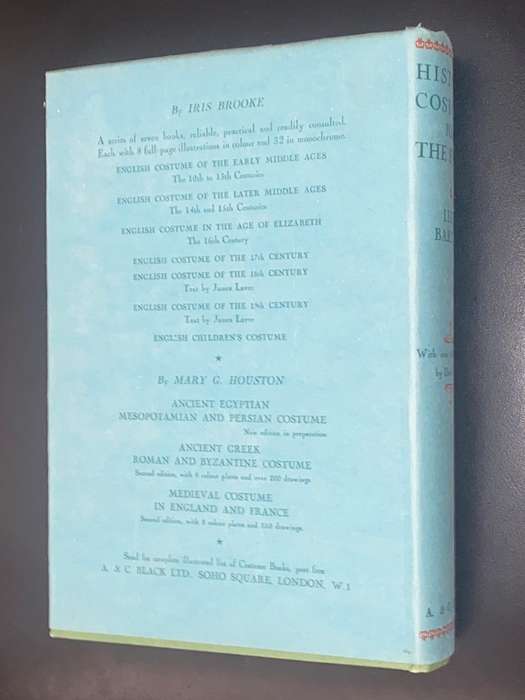 By IRIS BROOKE
A series of seven books, reliable, practical and readily consulted.
Each with 8 full-page illustrations in colour and 32 in monochrome.
ENGLISH COSTUME OF THE EARLY MIDDLE AGES
The 10th to 13th Centuries
ENGLISH COSTUME OF THE LATER MIDDLE AGES
The 14th and 15th Centuries
ENGLISH COSTUME IN THE AGE OF ELIZABETH
The 16th Century
ENGLISH COSTUME OF THE 17th CENTURY
ENGLISH COSTUME OF THE 18th CENTURY
Text by James Laver
ENGLISH COSTUME OF THE 19th CENTURY
Text by James Laver
ENGLISH CHILDREN'S COSTUME
★
By MARY G. HOUSTON
ANCIENT EGYPTIAN
MESOPOTAMIAN AND PERSIAN COSTUME
New edition in preparation
ANCIENT GREEK
ROMAN AND BYZANTINE COSTUME
Second edition, with 8 colour plates and over 200 drawings.
MEDIEVAL COSTUME
IN ENGLAND AND FRANCE
Second edition, with 8 colour plates and 350 drawings.
★
Send for complete illustrated list of Costume Books, post free
A. & C. BLACK LTD., SOHO SQUARE, LONDON, W.1
HIST
COST
THE S
BAR
With
by
A. &